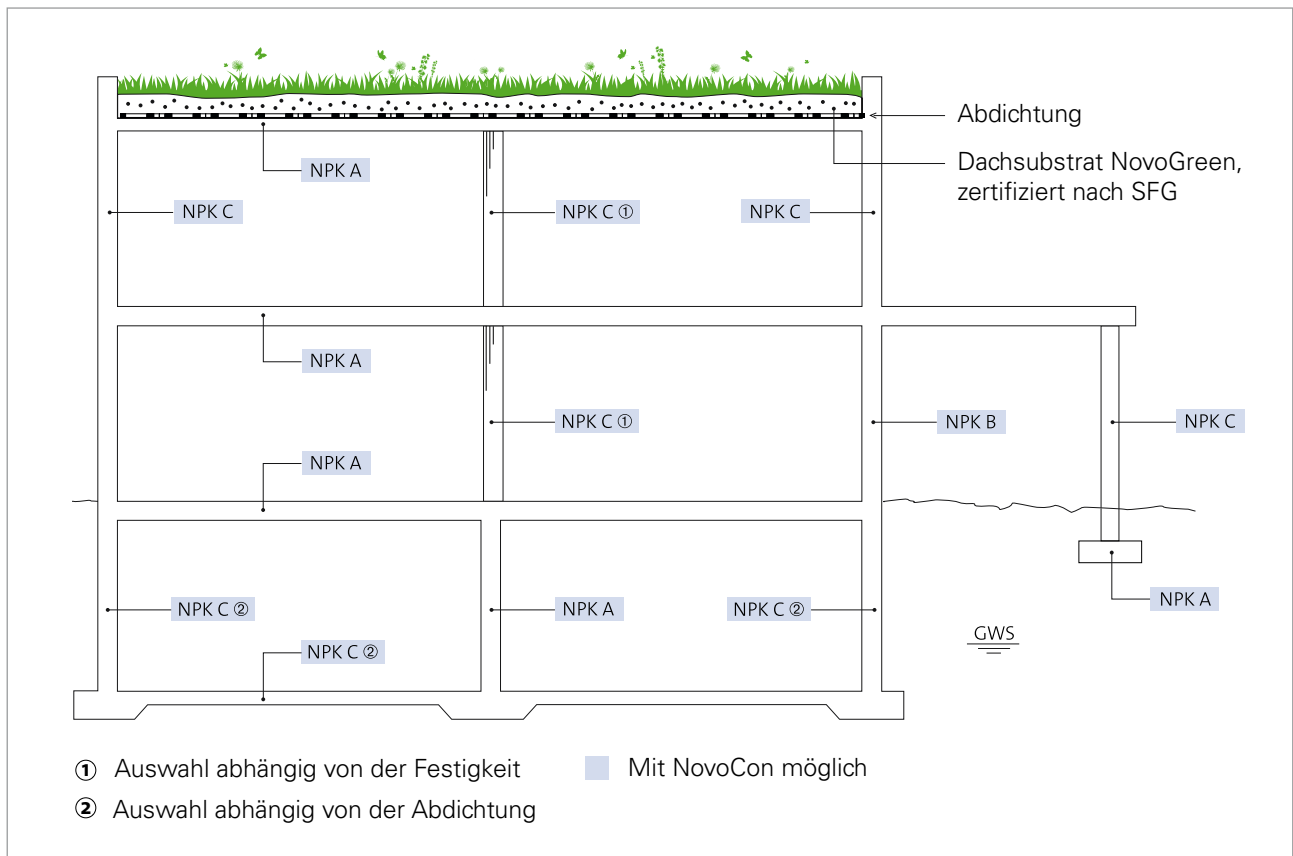 Abdichtung
Dachsubstrat NovoGreen,
zertifiziert nach SFG
NPK A
NPK C
NPK C ①
NPK C
NPK A
NPK C ①
NPK B
NPK C
NPK A
NPK C ②
NPK A
NPK C ②
NPK A
GWS
NPK C ②
① Auswahl abhängig von der Festigkeit
Mit NovoCon möglich
② Auswahl abhängig von der Abdichtung